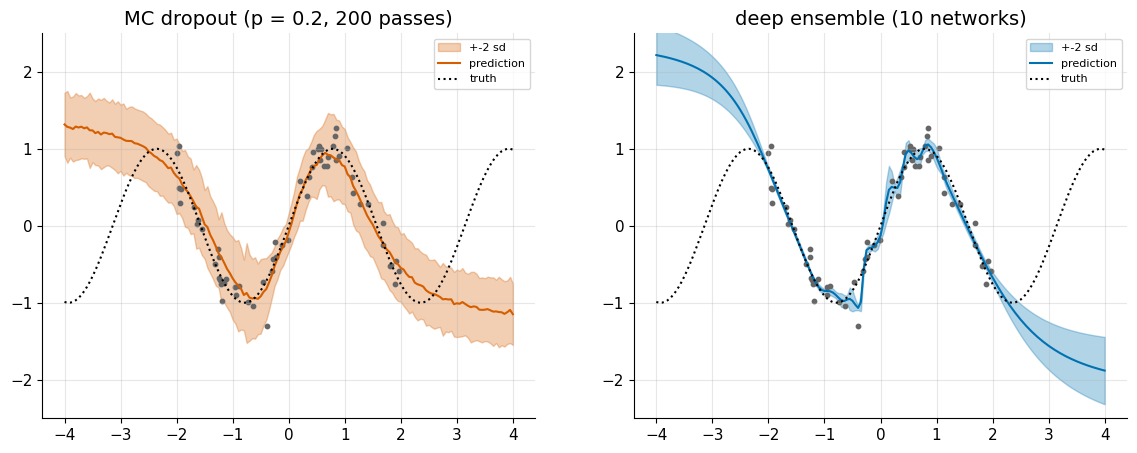 MC dropout (p = 0.2, 200 passes)
+-2 sd
prediction
truth
2
1
0
−1
−2
−4 −3 −2 −1 0 1 2 3 4
deep ensemble (10 networks)
+-2 sd
prediction
truth
2
1
0
−1
−2
−4 −3 −2 −1 0 1 2 3 4